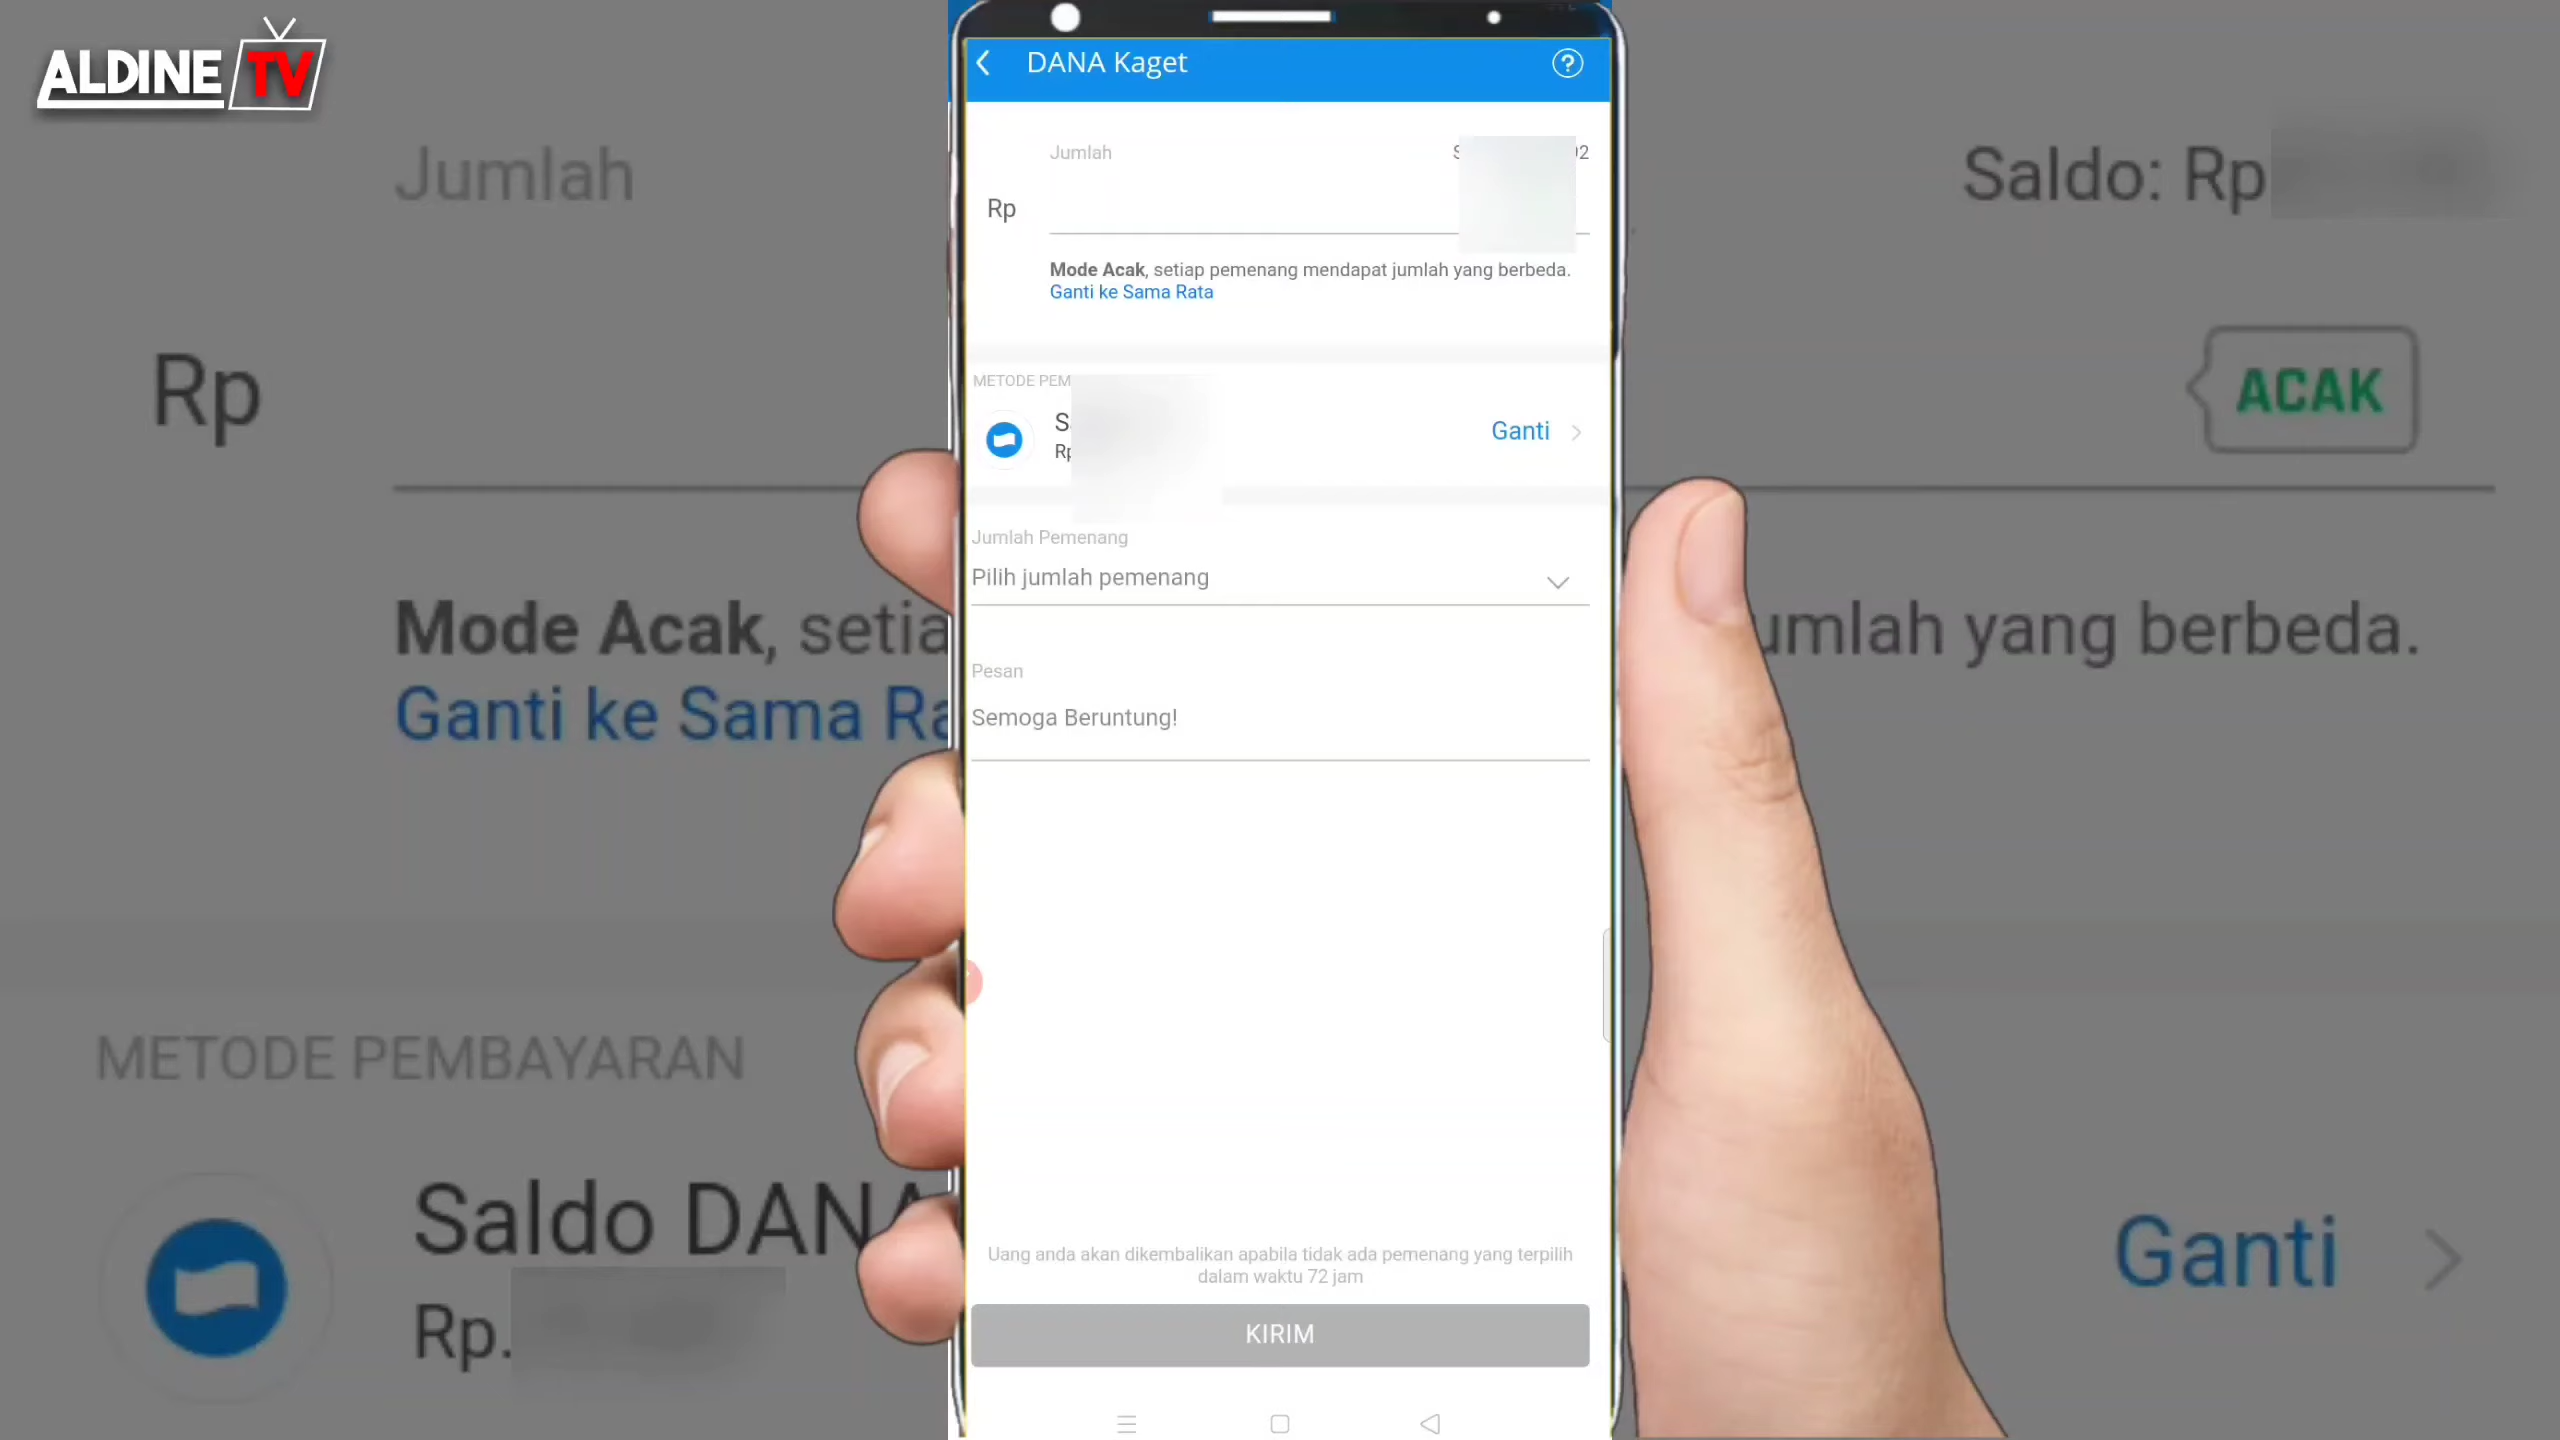 ALDINE TV
DANA Kaget
Jumlah
Rp
Mode Acak, setiap pemenang mendapat jumlah yang berbeda.
Ganti ke Sama Rata
METODE PEM
Ganti
Jumlah Pemenang
Pilih jumlah pemenang
Pesan
Semoga Beruntung!
Uang anda akan dikembalikan apabila tidak ada pemenang yang terpilih
dalam waktu 72 jam
KIRIM
Jumlah
Saldo: Rp
Rp
ACAK
Mode Acak, setia
umlah yang berbeda.
Ganti ke Sama Ra
METODE PEMBAYARAN
Saldo DANA
Rp.
Ganti